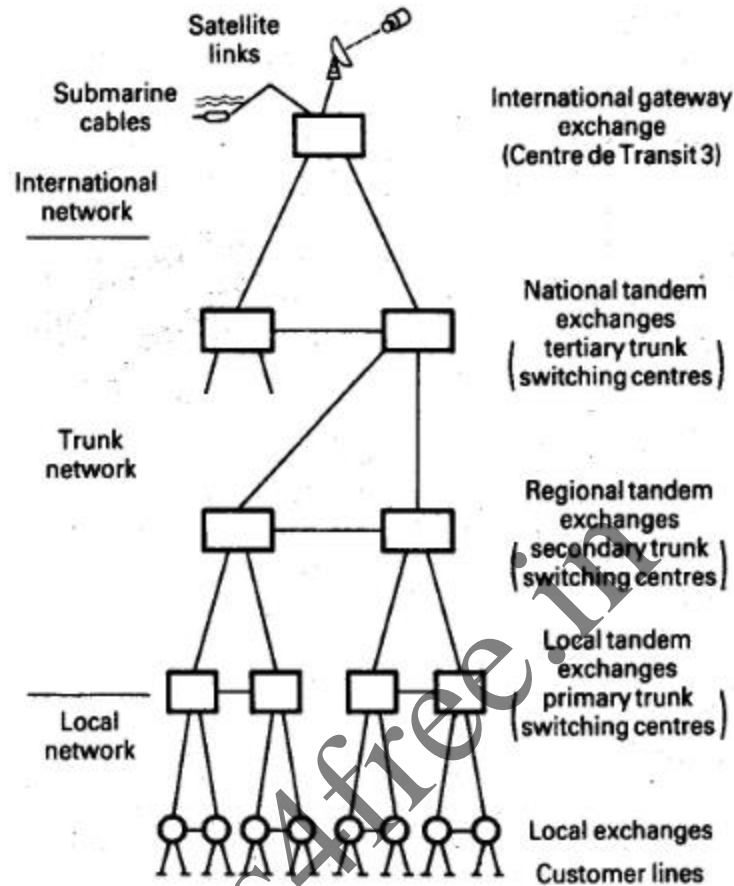 Satellite
links
Submarine
cables
International gateway
exchange
(Centre de Transit 3)
International
network
National tandem
exchanges
(tertiary trunk
switching centres)
Trunk
network
Regional tandem
exchanges
(secondary trunk
switching centres)
Local tandem
exchanges
(primary trunk
switching centres)
Local
network
Local exchanges
Customer lines
s4free.in